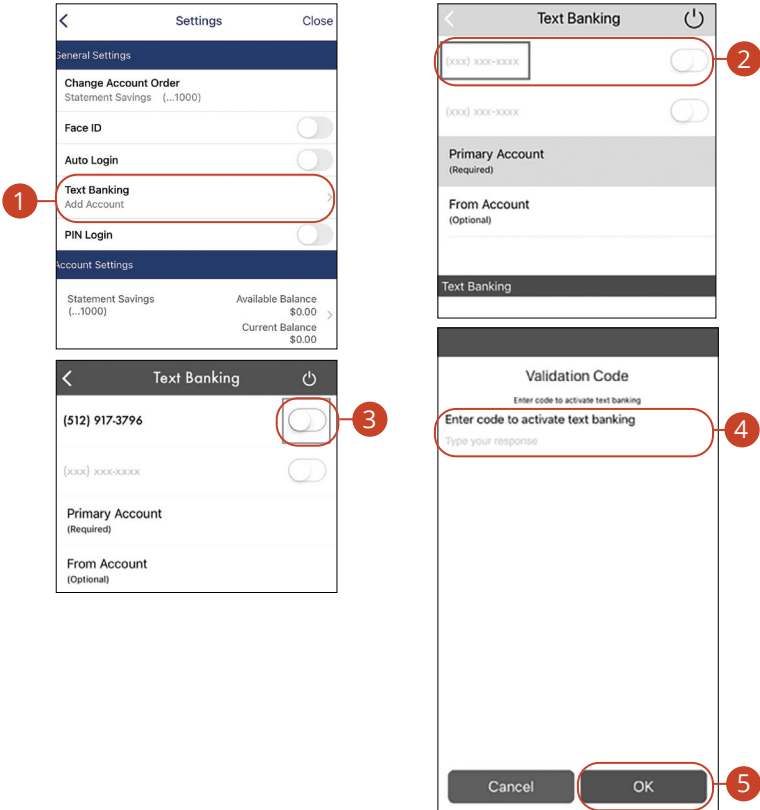 Settings Close
General Settings
Change Account Order
Statement Savings (...1000)
Face ID
Auto Login
1
Text Banking
Add Account
PIN Login
Account Settings
Statement Savings Available Balance
(...1000) $0.00
Current Balance
$0.00
Text Banking
(xxx) xxx-xxxx
2
(xxx) xxx-xxxx
Primary Account
(Required)
From Account
(Optional)
Text Banking
Text Banking
(512) 917-3796
3
(xxx) xxx-xxxx
Primary Account
(Required)
From Account
(Optional)
Validation Code
Enter code to activate text banking
Enter code to activate text banking
4
Type your response
Cancel OK
5